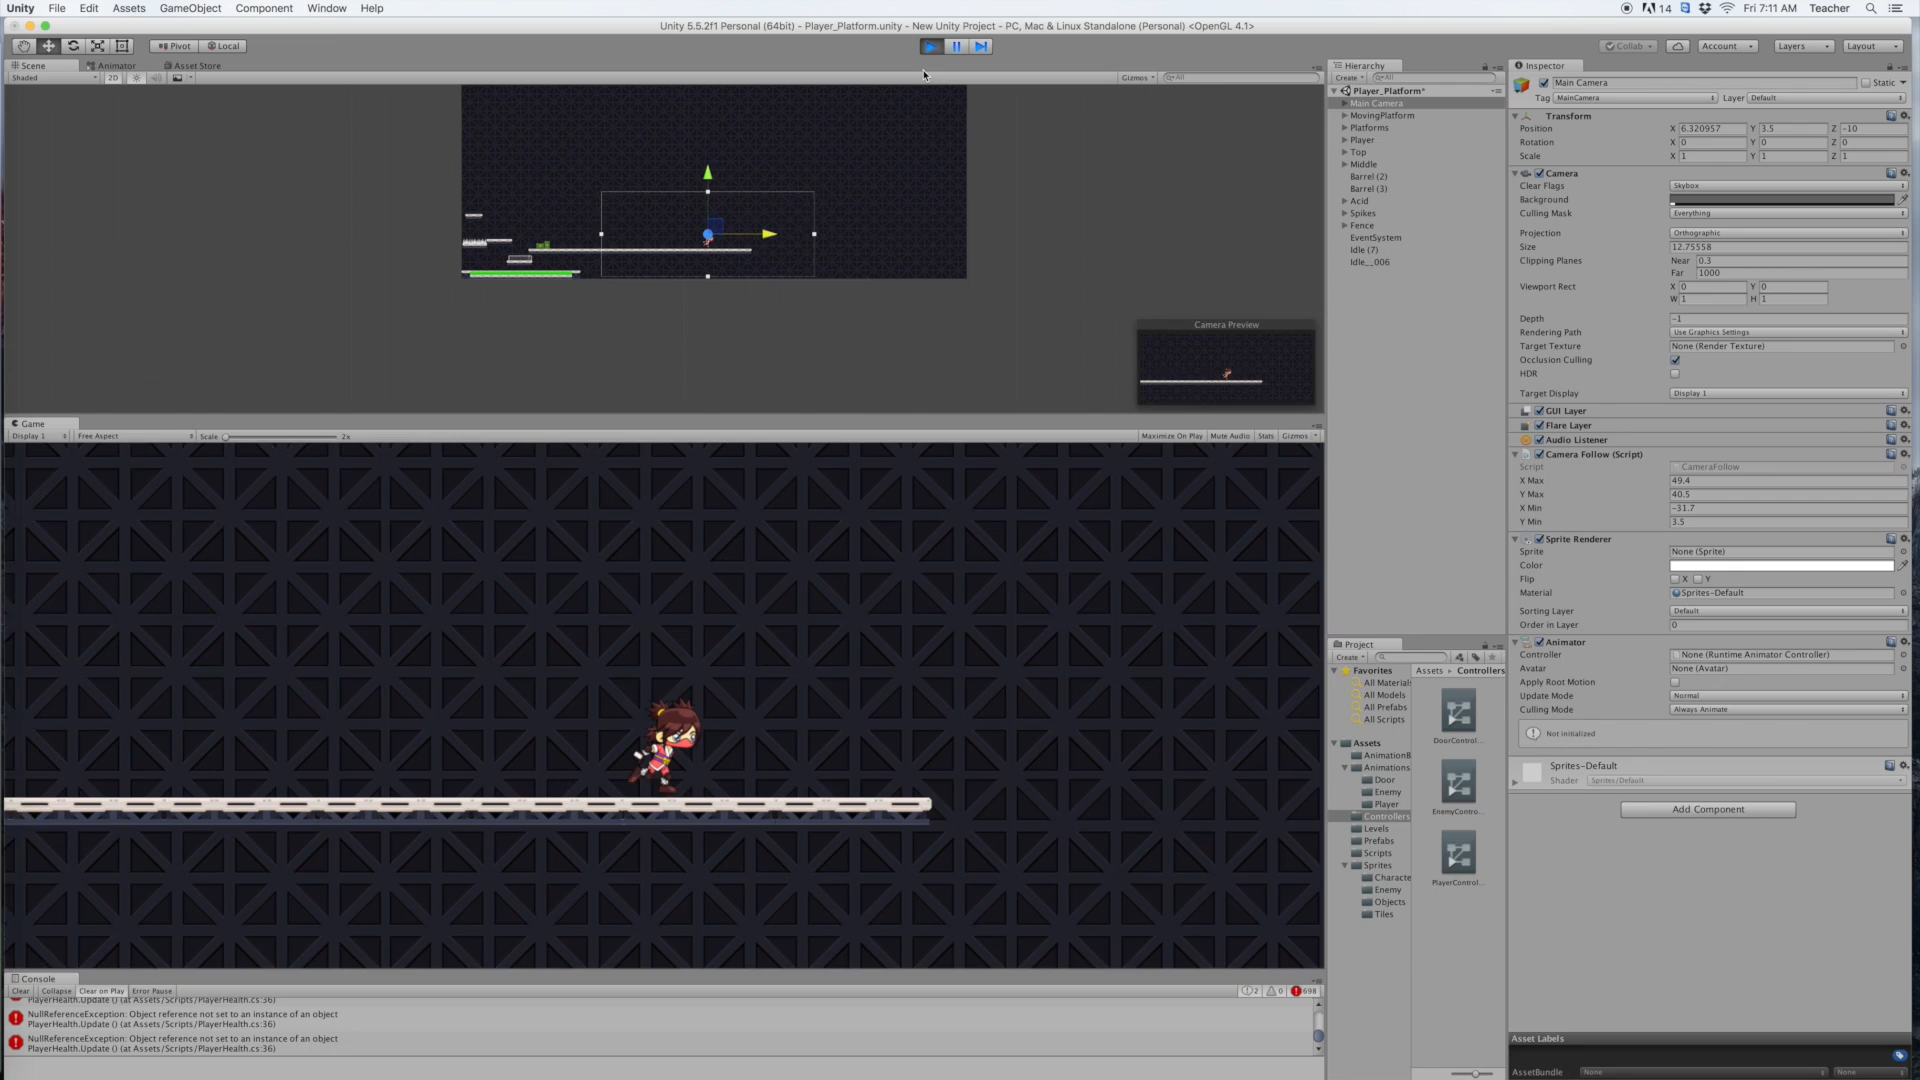 Unity File Edit Assets GameObject Component Window Help
14 Fri 7:11 AM Teacher
Unity 5.5.2f1 Personal (64bit) - Player_Platform.unity - New Unity Project - PC, Mac & Linux Standalone (Personal) <OpenGL 4.1>
Pivot Local
Collab Account Layers Layout
Scene Animator Asset Store
Shaded 2D Gizmos All
Camera Preview
Game
Display 1 Free Aspect Scale 2x Maximize On Play Mute Audio Stats Gizmos
Console
Clear Collapse Clear on Play Error Pause 2 0 698
PlayerHealth.Update () (at Assets/Scripts/PlayerHealth.cs:36)
NullReferenceException: Object reference not set to an instance of an object
PlayerHealth.Update () (at Assets/Scripts/PlayerHealth.cs:36)
NullReferenceException: Object reference not set to an instance of an object
PlayerHealth.Update () (at Assets/Scripts/PlayerHealth.cs:36)
Hierarchy
Create All
Player_Platform*
Main Camera
MovingPlatform
Platforms
Player
Top
Middle
Barrel (2)
Barrel (3)
Acid
Spikes
Fence
EventSystem
Idle (7)
Idle__006
Project
Create
Favorites
All Materials
All Models
All Prefabs
All Scripts
Assets
AnimationB
Animations
Door
Enemy
Player
Controllers
Levels
Prefabs
Scripts
Sprites
Characte
Enemy
Objects
Tiles
Assets Controllers
DoorControl...
EnemyContro...
PlayerControl...
Inspector
Main Camera Static
Tag MainCamera Layer Default
Transform
Position X 6.320957 Y 3.5 Z -10
Rotation X 0 Y 0 Z 0
Scale X 1 Y 1 Z 1
Camera
Clear Flags Skybox
Background
Culling Mask Everything
Projection Orthographic
Size 12.75558
Clipping Planes Near 0.3
Far 1000
Viewport Rect X 0 Y 0
W 1 H 1
Depth -1
Rendering Path Use Graphics Settings
Target Texture None (Render Texture)
Occlusion Culling
HDR
Target Display Display 1
GUI Layer
Flare Layer
Audio Listener
Camera Follow (Script)
Script CameraFollow
X Max 49.4
Y Max 40.5
X Min -31.7
Y Min 3.5
Sprite Renderer
Sprite None (Sprite)
Color
Flip X Y
Material Sprites-Default
Sorting Layer Default
Order in Layer 0
Animator
Controller None (Runtime Animator Controller)
Avatar None (Avatar)
Apply Root Motion
Update Mode Normal
Culling Mode Always Animate
Not initialized
Sprites-Default
Shader Sprites/Default
Add Component
Asset Labels
AssetBundle None None